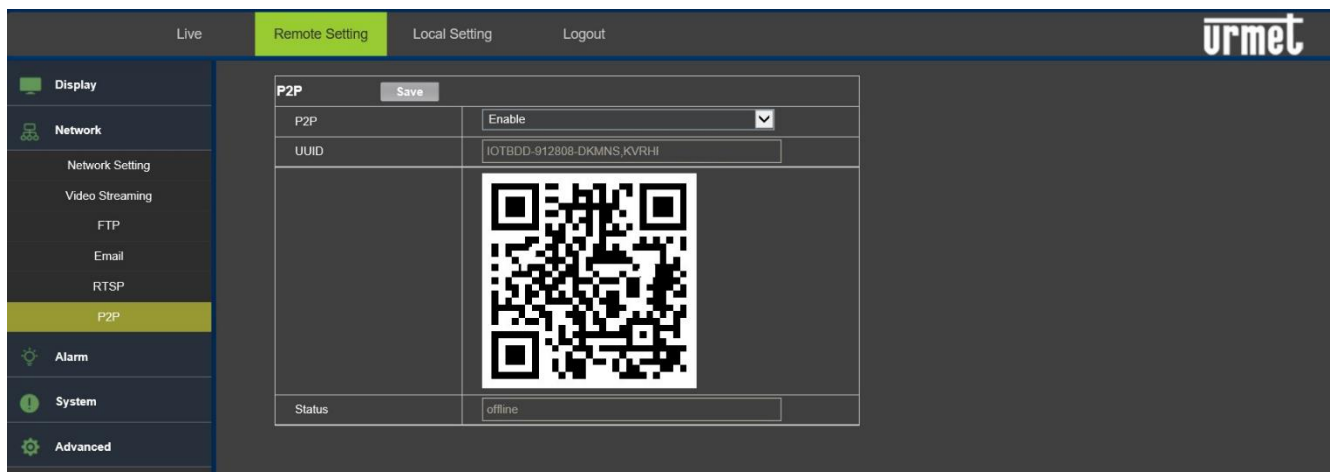 Live Remote Setting Local Setting Logout urmet
Display
Network
Network Setting
Video Streaming
FTP
Email
RTSP
P2P
Alarm
System
Advanced
P2P Save
P2P Enable
UUID IOTBDD-912808-DKMNS,KVRHI
Status offline